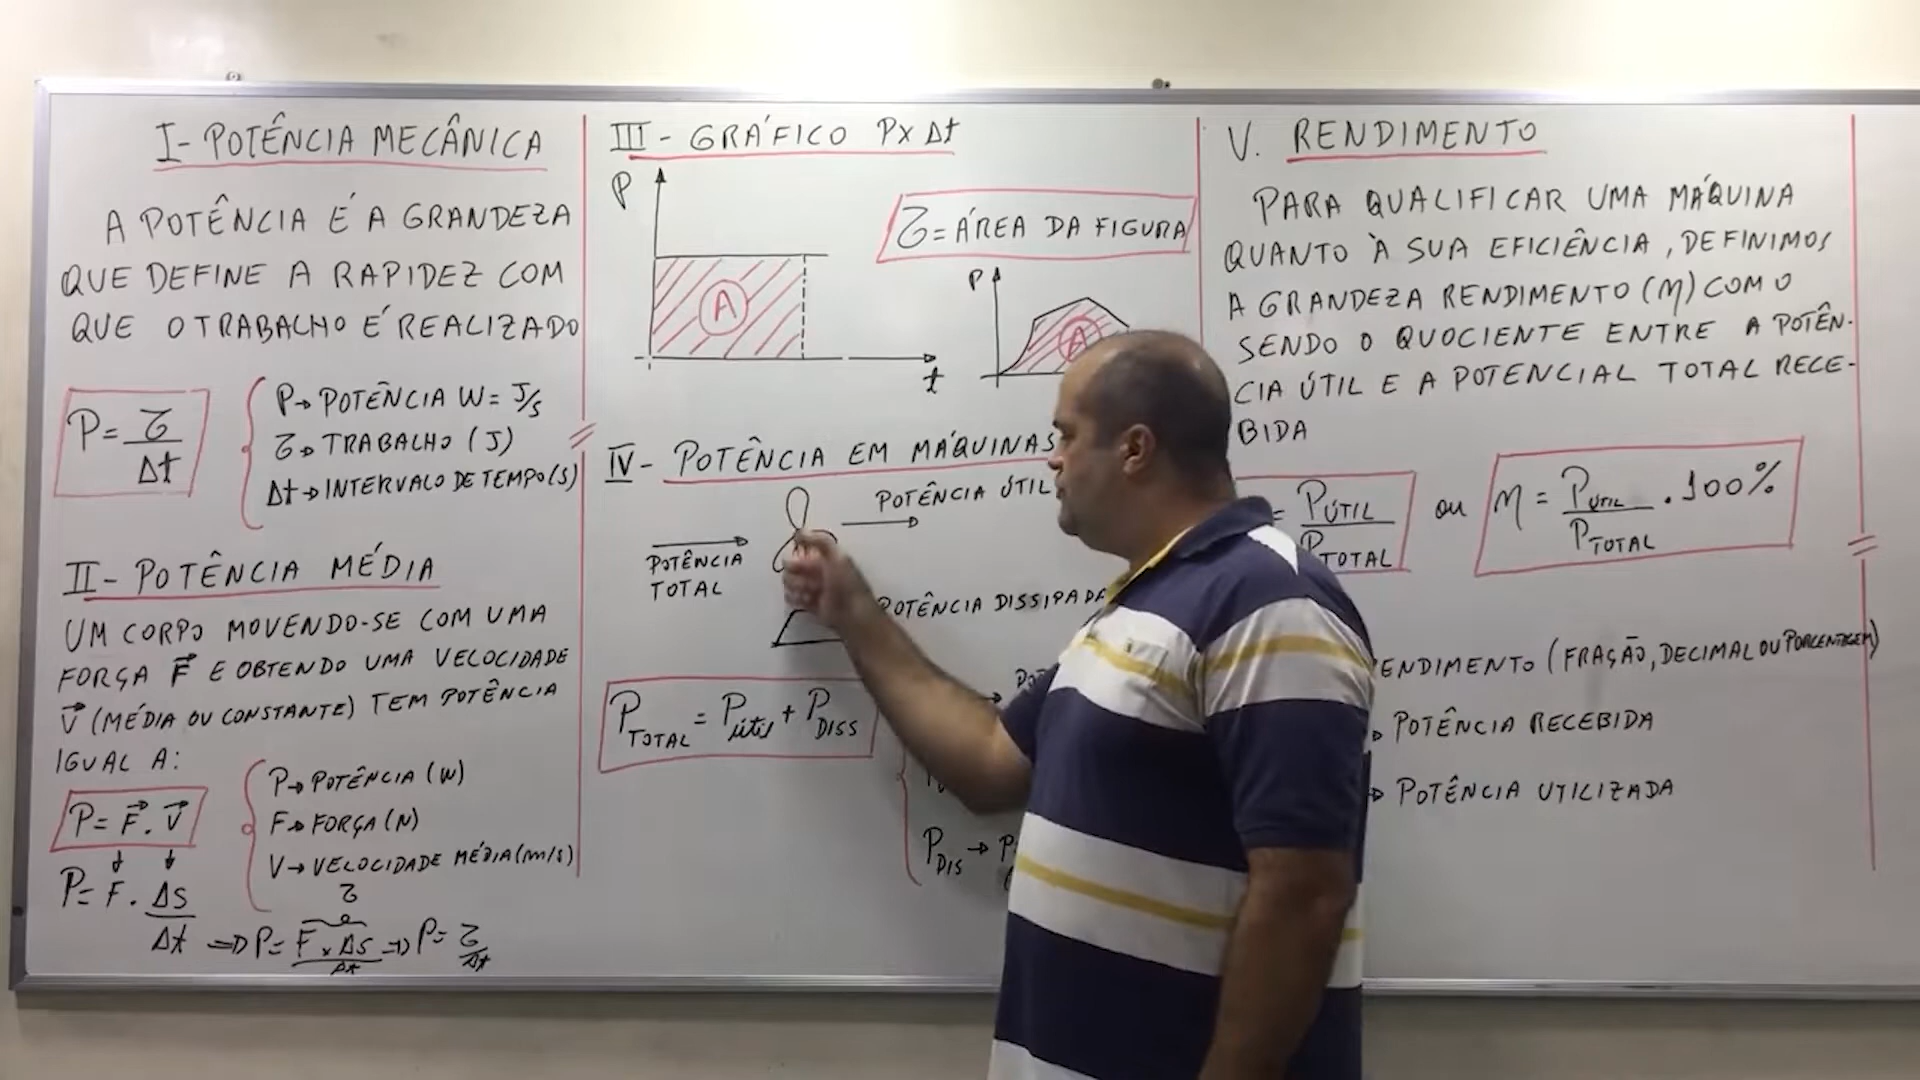 I- POTÊNCIA MECÂNICA
A POTÊNCIA É A GRANDEZA
QUE DEFINE A RAPIDEZ COM
QUE O TRABALHO É REALIZADO
P = τ/Δt
P→ POTÊNCIA W = J/s
τ→ TRABALHO (J)
Δt→ INTERVALO DE TEMPO (S)
II- POTÊNCIA MÉDIA
UM CORPO MOVENDO-SE COM UMA
FORÇA F⃗ E OBTENDO UMA VELOCIDADE
V⃗ (MÉDIA OU CONSTANTE) TEM POTÊNCIA
IGUAL A:
P = F⃗ . V⃗
P→ POTÊNCIA (W)
F→ FORÇA (N)
V→ VELOCIDADE MÉDIA (m/s)
P = F . Δs/Δt
τ
⇒ P = F x Δs/Δt ⇒ P = τ/Δt
III- GRÁFICO P x Δt
P
A
t
τ = ÁREA DA FIGURA
P
A
IV- POTÊNCIA EM MÁQUINAS
POTÊNCIA ÚTIL
POTÊNCIA
TOTAL
POTÊNCIA DISSIPADA
P TOTAL = P útil + P DISS
P DIS →
V. RENDIMENTO
PARA QUALIFICAR UMA MÁQUINA
QUANTO À SUA EFICIÊNCIA, DEFINIMOS
A GRANDEZA RENDIMENTO (η) COMO
SENDO O QUOCIENTE ENTRE A POTÊN-
CIA ÚTIL E A POTENCIAL TOTAL RECE-
BIDA
= P ÚTIL/P TOTAL ou η = P ÚTIL/P TOTAL . 100%
ENDIMENTO (FRAÇÃO, DECIMAL OU PORCENTAGEM)
→ POTÊNCIA RECEBIDA
→ POTÊNCIA UTILIZADA